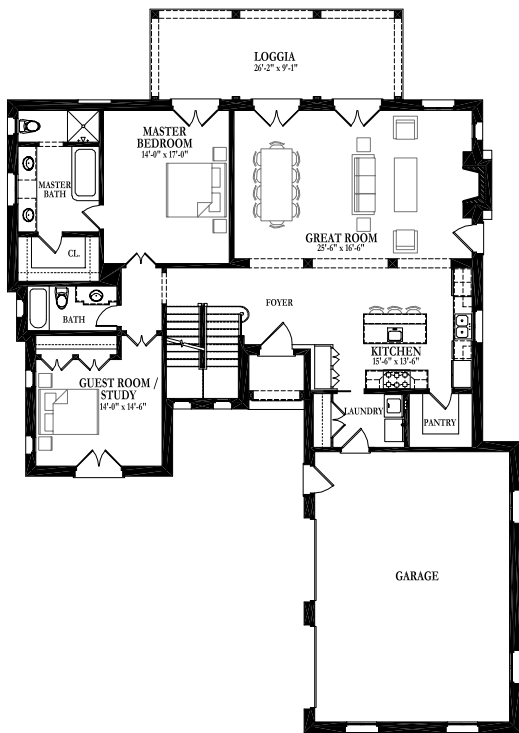 LOGGIA
26'-2" x 9'-1"
MASTER
BEDROOM
14'-0" x 17'-0"
MASTER
BATH
GREAT ROOM
25'-6" x 16'-6"
CL.
FOYER
BATH
KITCHEN
15'-6" x 13'-6"
GUEST ROOM /
STUDY
14'-0" x 14'-6"
LAUNDRY
PANTRY
GARAGE